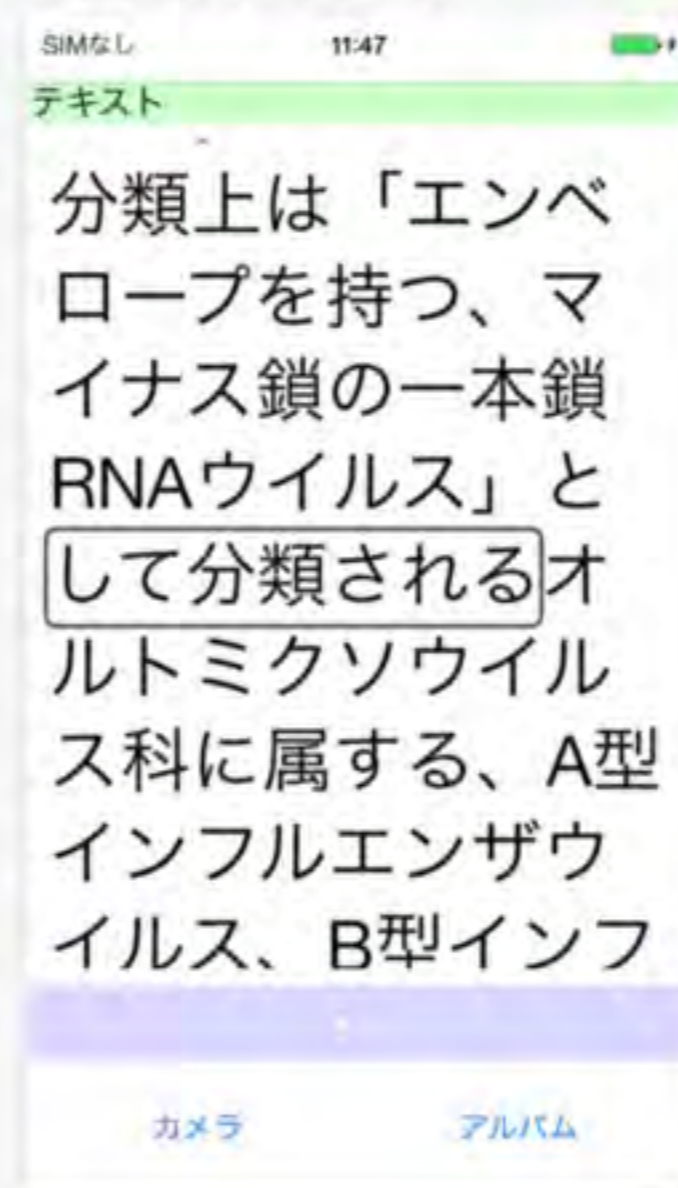 SIMなし 11:47
テキスト
分類上は「エンベ
ロープを持つ、マ
イナス鎖の一本鎖
RNAウイルス」と
して分類されるオ
ルトミクソウイル
ス科に属する、A型
インフルエンザウ
イルス、B型インフ
カメラ アルバム